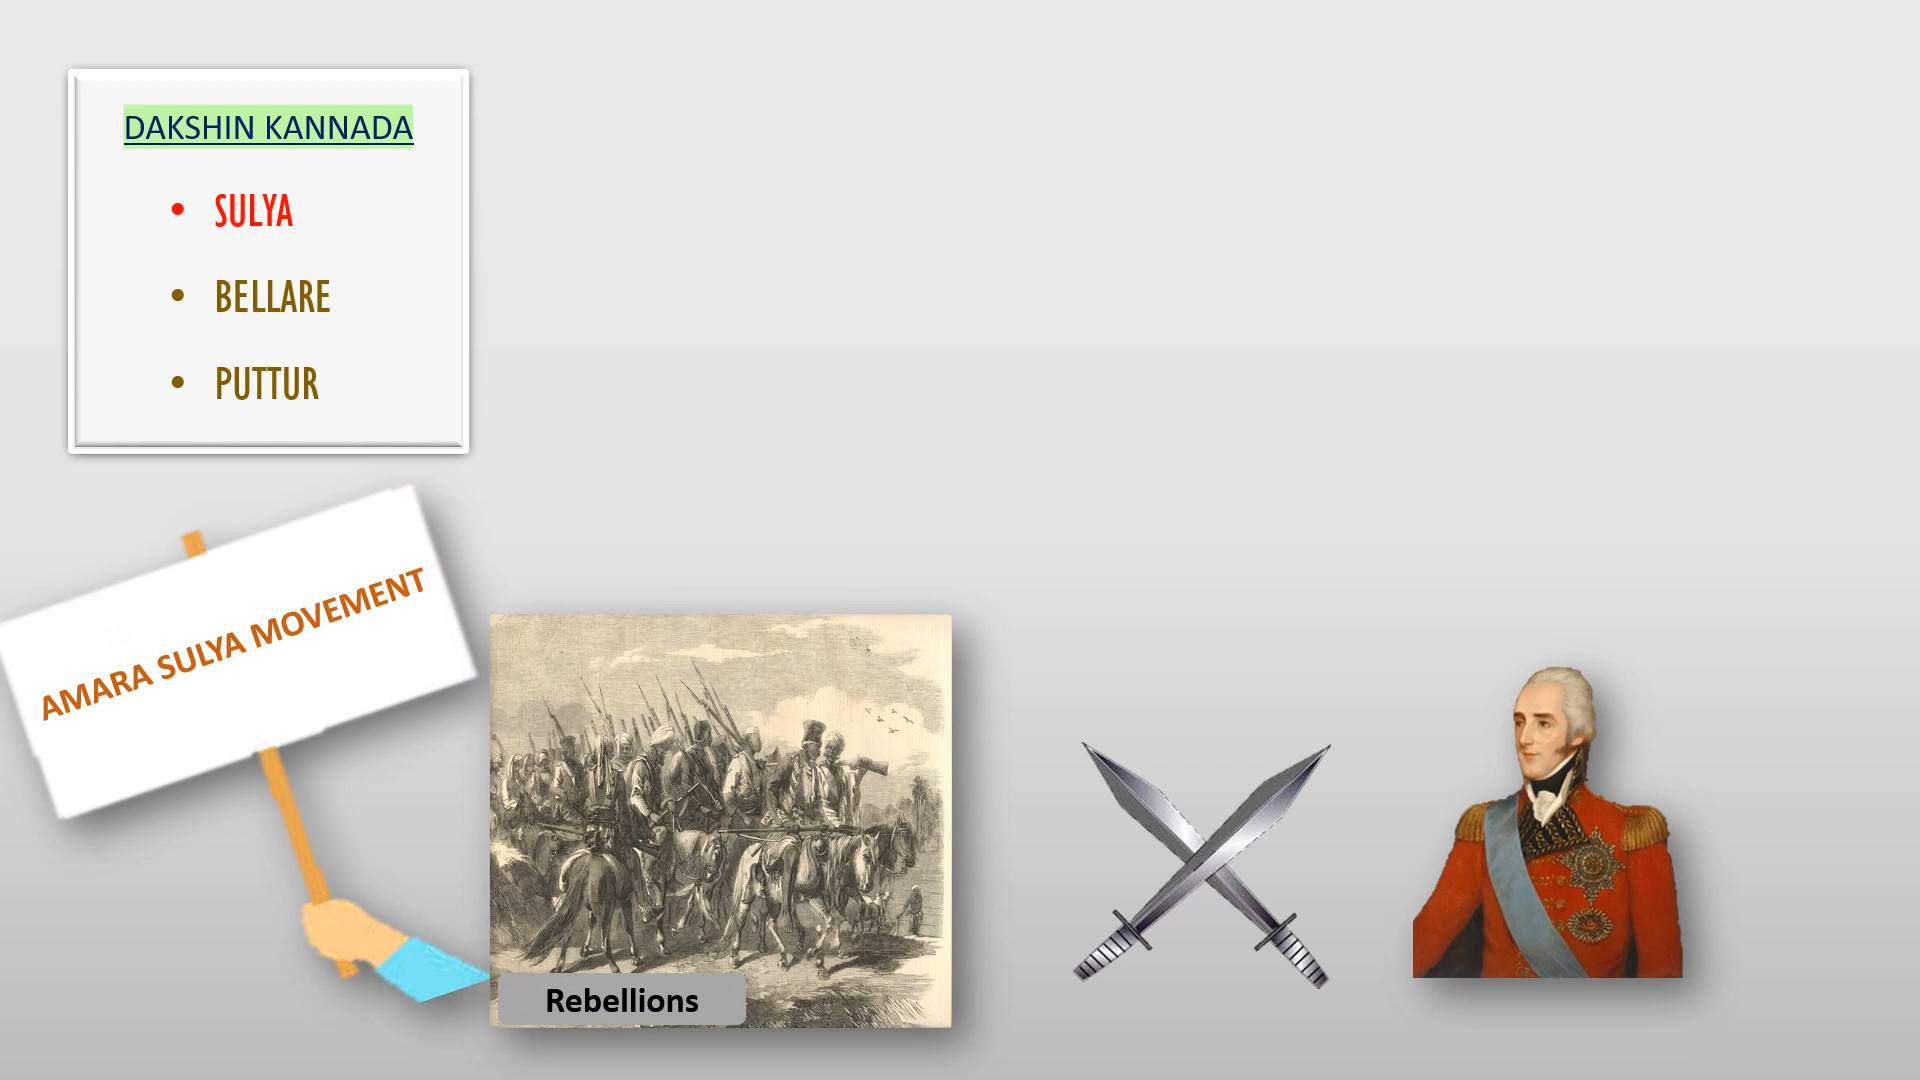 DAKSHIN KANNADA
• SULYA
• BELLARE
• PUTTUR
AMARA SULYA MOVEMENT
Rebellions